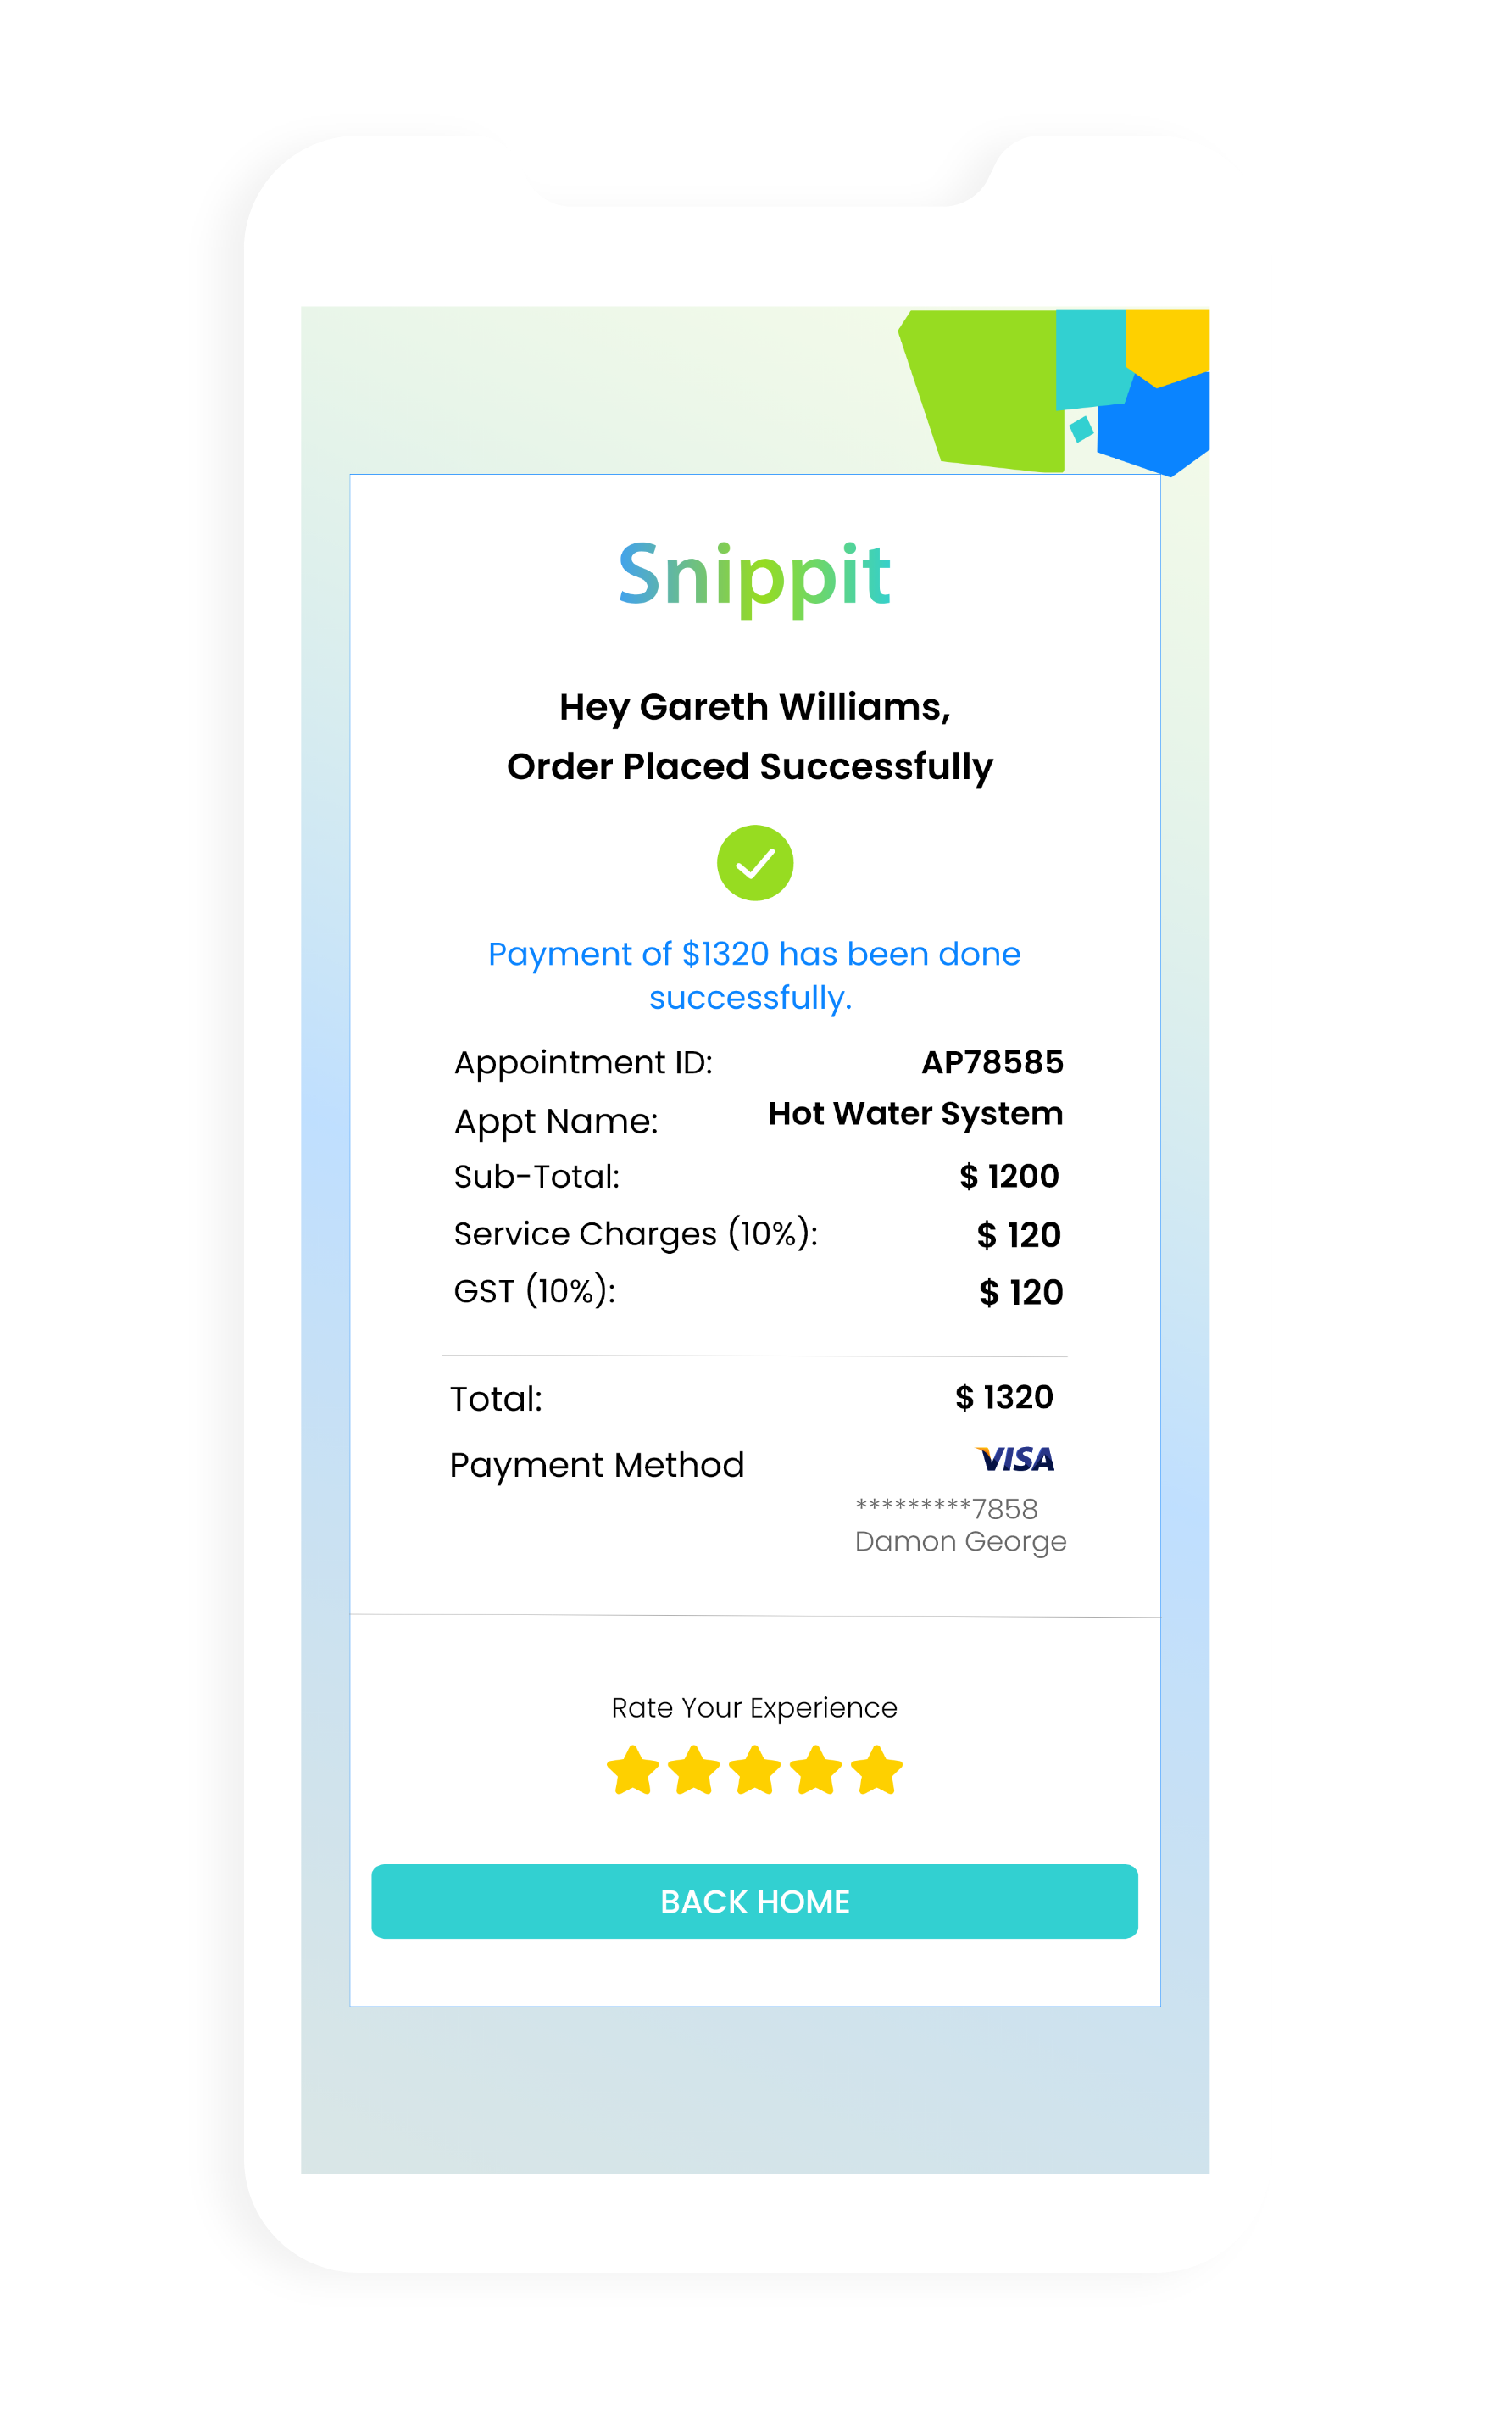 Snippit
Hey Gareth Williams,
Order Placed Successfully
Payment of $1320 has been done
successfully.
Appointment ID: AP78585
Appt Name: Hot Water System
Sub-Total: $ 1200
Service Charges (10%): $ 120
GST (10%): $ 120
Total: $ 1320
Payment Method VISA
*********7858
Damon George
Rate Your Experience
BACK HOME